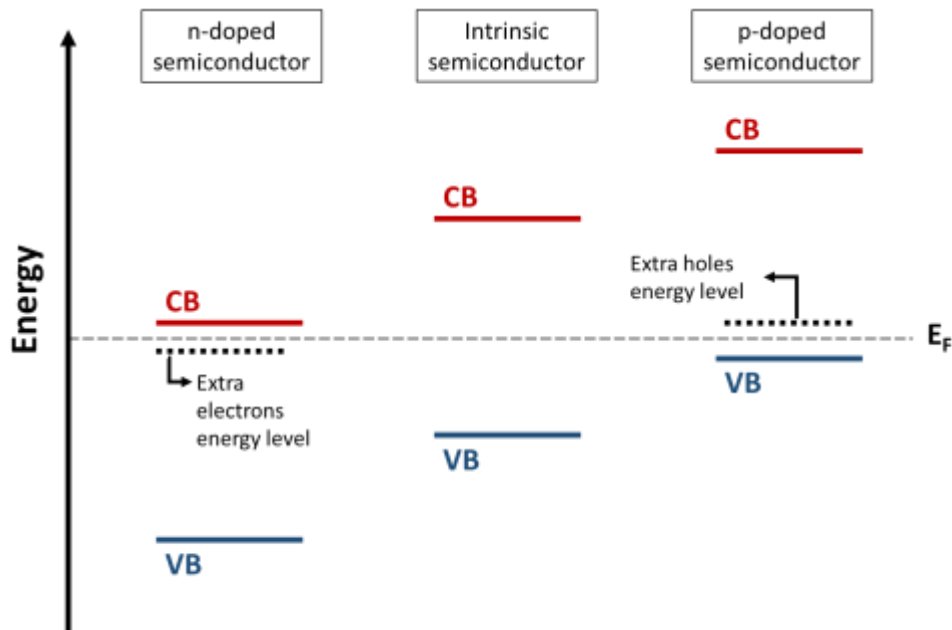 n-doped
semiconductor
Intrinsic
semiconductor
p-doped
semiconductor
CB
CB
Extra holes
energy level
CB
E_F
Energy
VB
Extra
electrons
energy level
VB
VB